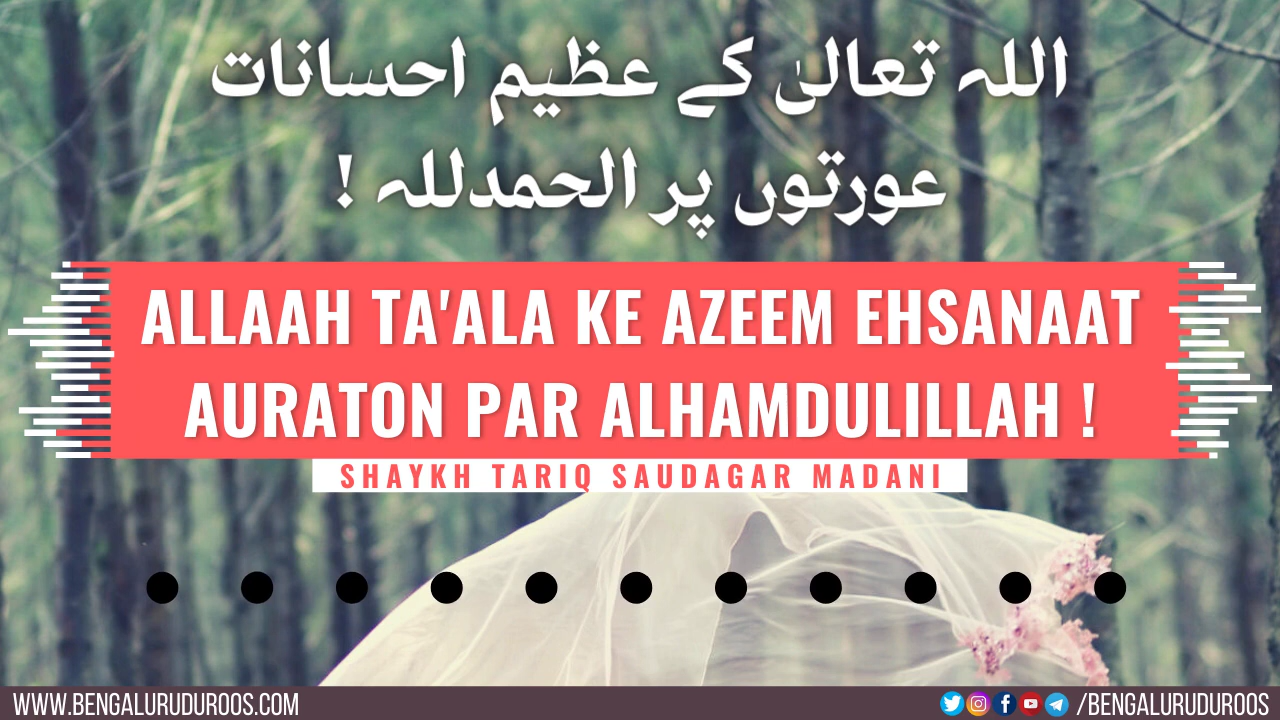 اللہ تعالیٰ کے عظیم احسانات
عورتوں پر الحمدللہ !
ALLAAH TA'ALA KE AZEEM EHSANAAT
AURATON PAR ALHAMDULILLAH !
SHAYKH TARIQ SAUDAGAR MADANI
WWW.BENGALURUDUROOS.COM
/BENGALURUDUROOS